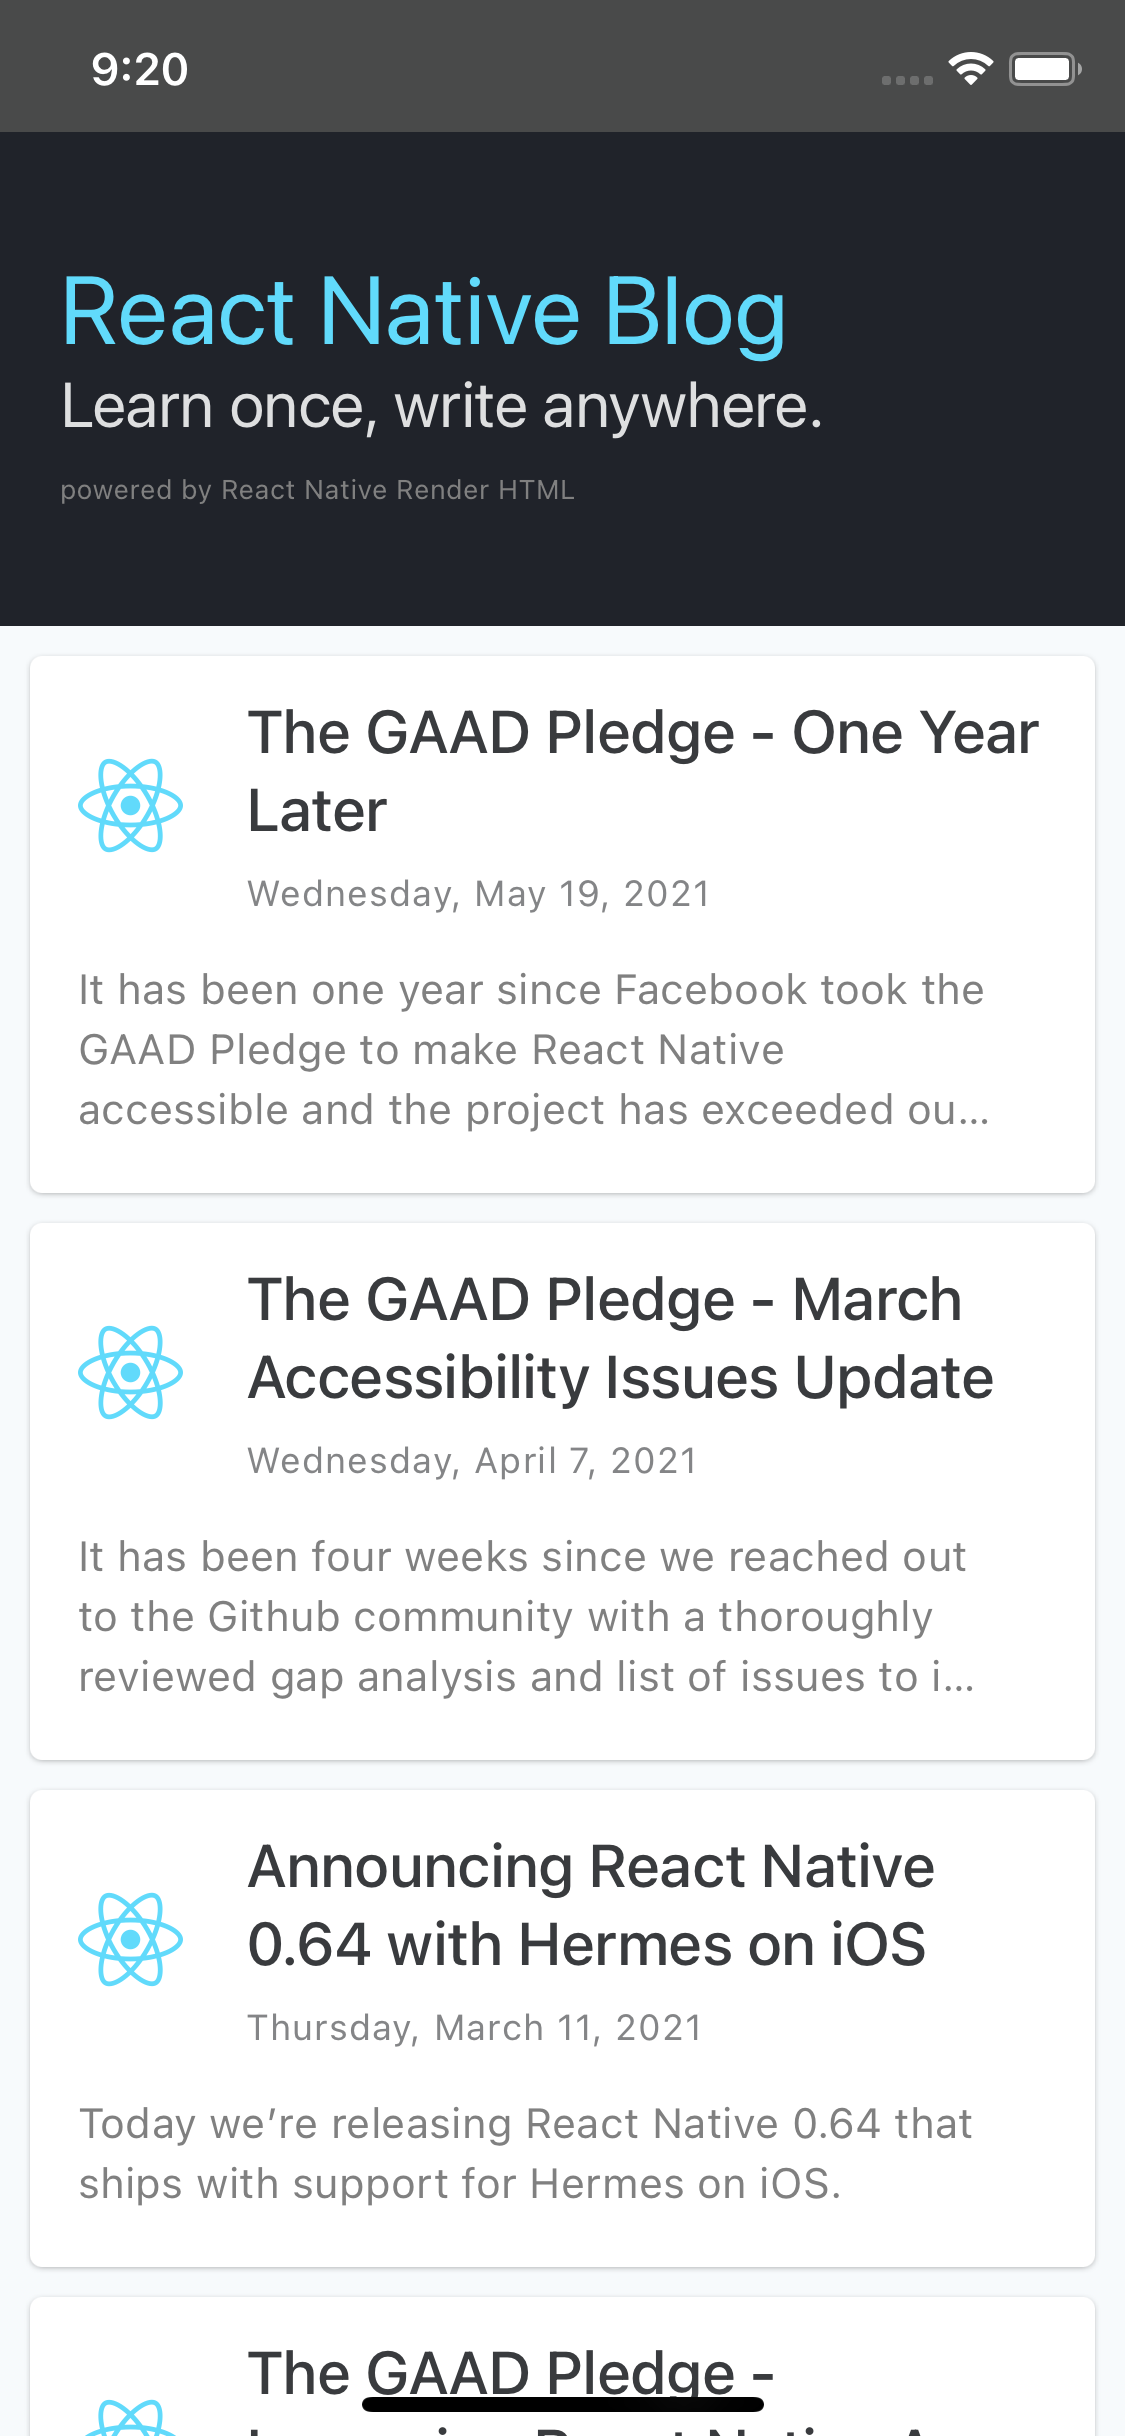 9:20
React Native Blog
Learn once, write anywhere.
powered by React Native Render HTML
The GAAD Pledge - One Year
Later
Wednesday, May 19, 2021
It has been one year since Facebook took the
GAAD Pledge to make React Native
accessible and the project has exceeded ou...
The GAAD Pledge - March
Accessibility Issues Update
Wednesday, April 7, 2021
It has been four weeks since we reached out
to the Github community with a thoroughly
reviewed gap analysis and list of issues to i...
Announcing React Native
0.64 with Hermes on iOS
Thursday, March 11, 2021
Today we’re releasing React Native 0.64 that
ships with support for Hermes on iOS.
The GAAD Pledge -